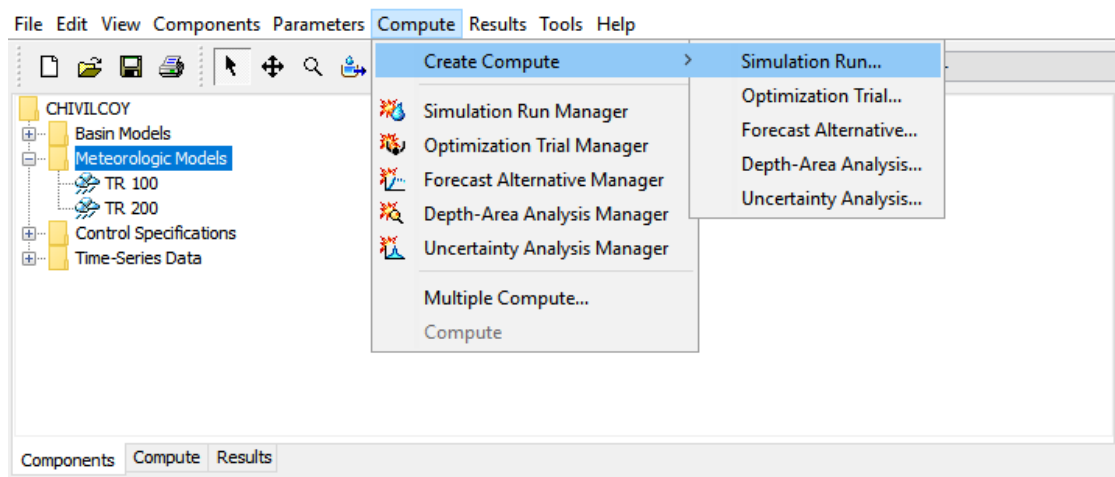 File Edit View Components Parameters Compute Results Tools Help
Create Compute > Simulation Run...
Optimization Trial...
Forecast Alternative...
Depth-Area Analysis...
Uncertainty Analysis...
Simulation Run Manager
Optimization Trial Manager
Forecast Alternative Manager
Depth-Area Analysis Manager
Uncertainty Analysis Manager
Multiple Compute...
Compute
CHIVILCOY
Basin Models
Meteorologic Models
TR 100
TR 200
Control Specifications
Time-Series Data
Components Compute Results